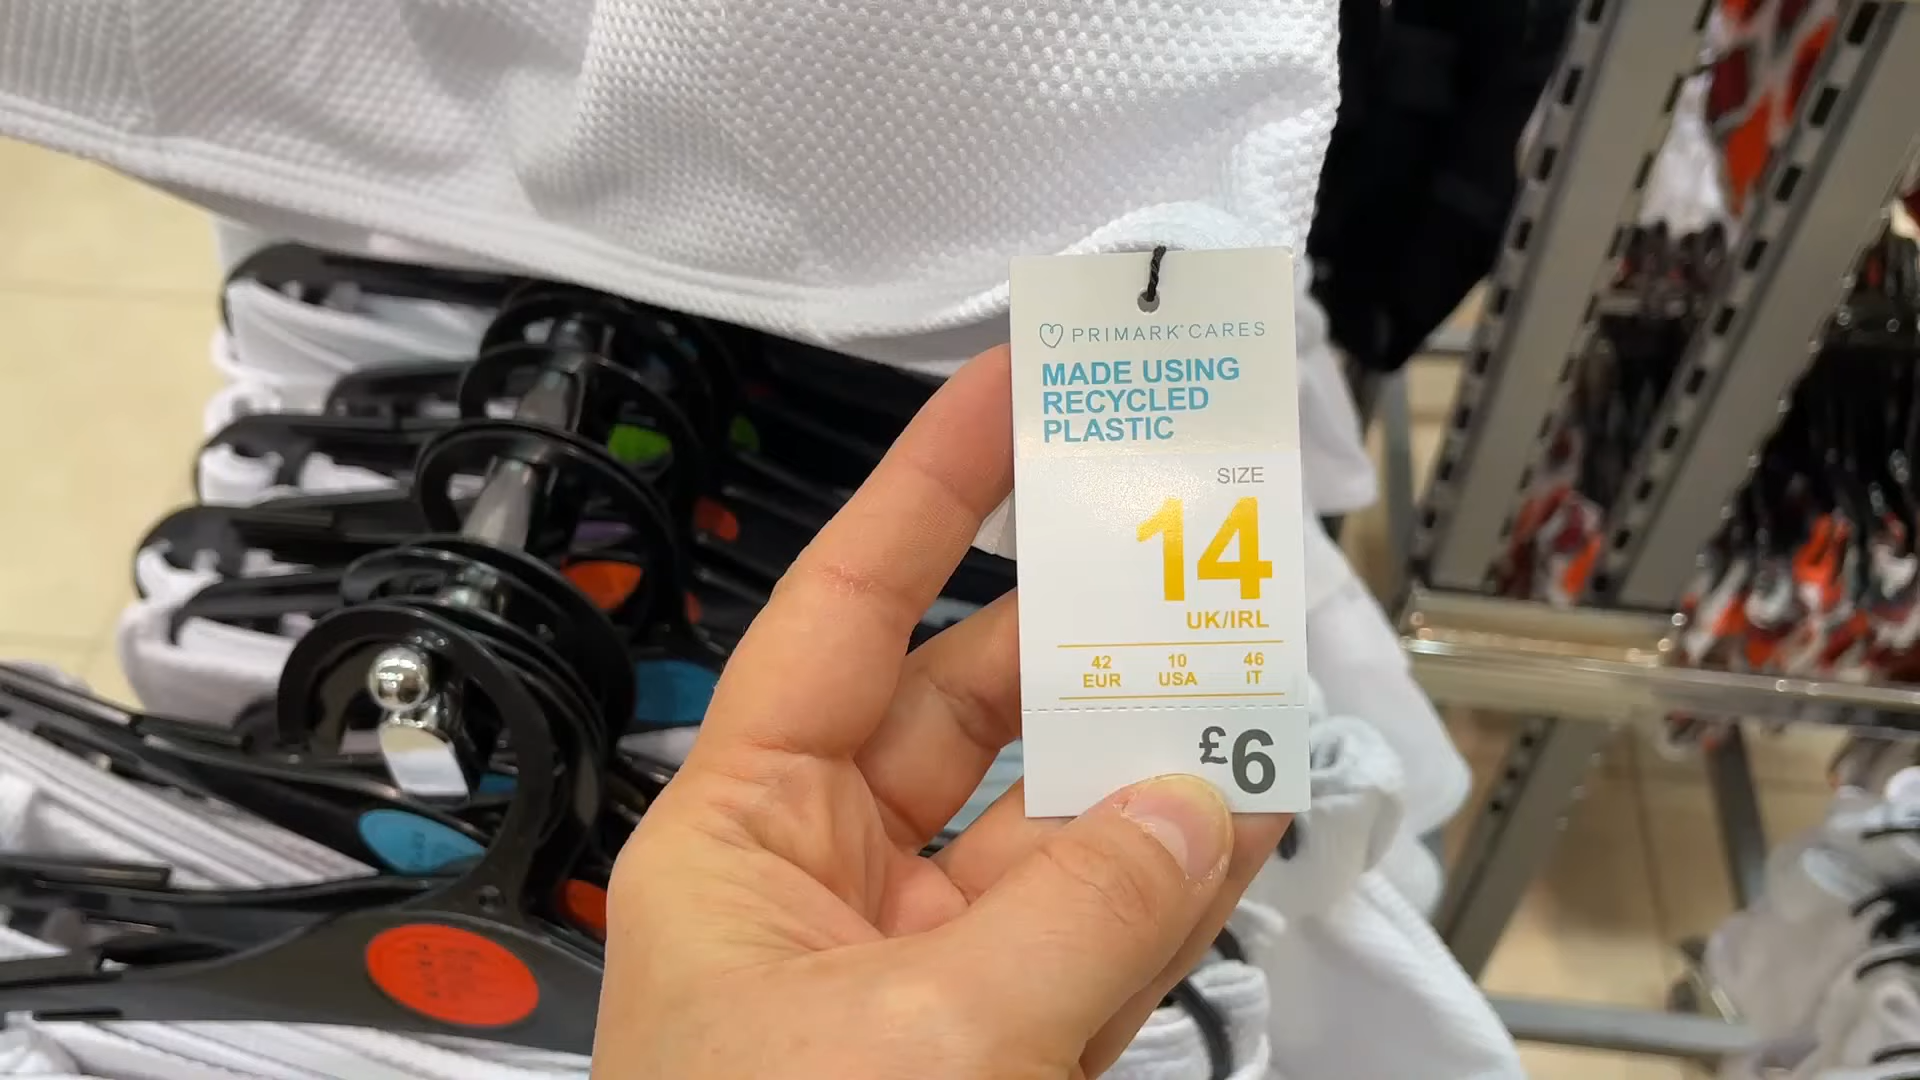 PRIMARK CARES
MADE USING
RECYCLED
PLASTIC
SIZE
14
UK/IRL
42 10 46
EUR USA IT
£6